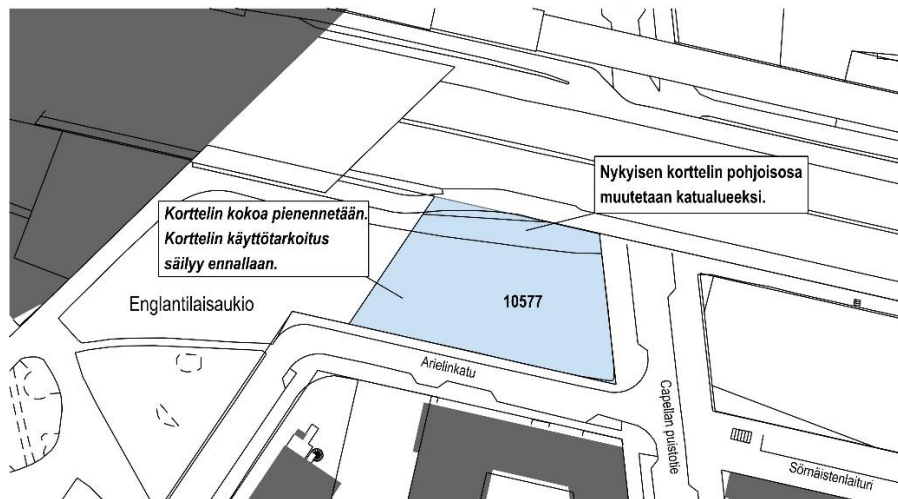 Nykyisen korttelin pohjoisosa
muutetaan katualueeksi.
Korttelin kokoa pienennetään.
Korttelin käyttötarkoitus
säilyy ennallaan.
Englantilaisaukio
10577
Arielinkatu
Capellan puistotie
Sörnäistenlaituri